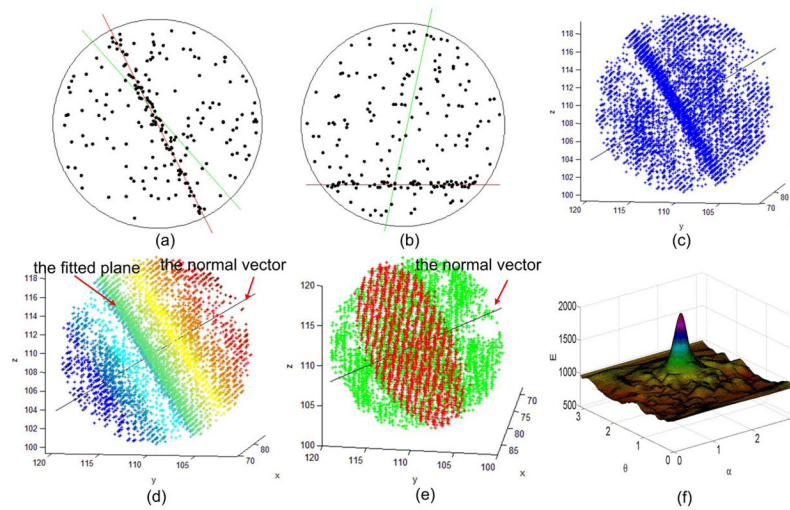 (a)
(b)
118
116
114
112
110
108
106
104
102
100
z
120
115
110
105
y
80
70
(c)
the fitted plane
the normal vector
118
116
114
112
110
108
106
104
102
100
z
120
115
110
105
y
80
70
x
(d)
the normal vector
120
115
110
105
100
z
120
115
110
105
100
y
70
75
80
85
x
(e)
2000
1500
1000
500
E
3
2
1
0
θ
0
1
2
α
(f)